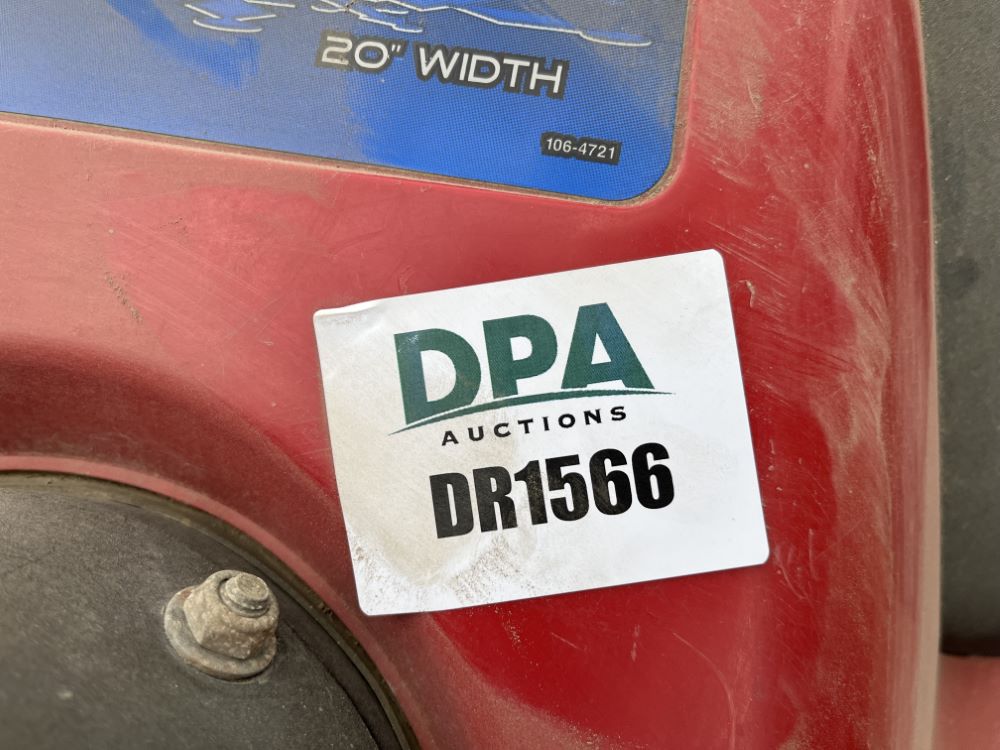 20" WIDTH
106-4721
DPA
AUCTIONS
DR1566